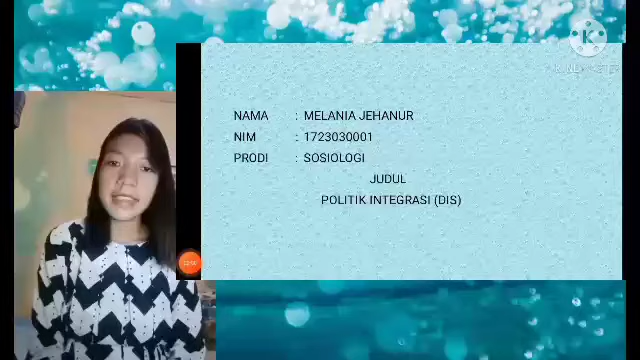 NAMA : MELANIA JEHANUR
NIM : 1723030001
PRODI : SOSIOLOGI
JUDUL
POLITIK INTEGRASI (DIS)
K